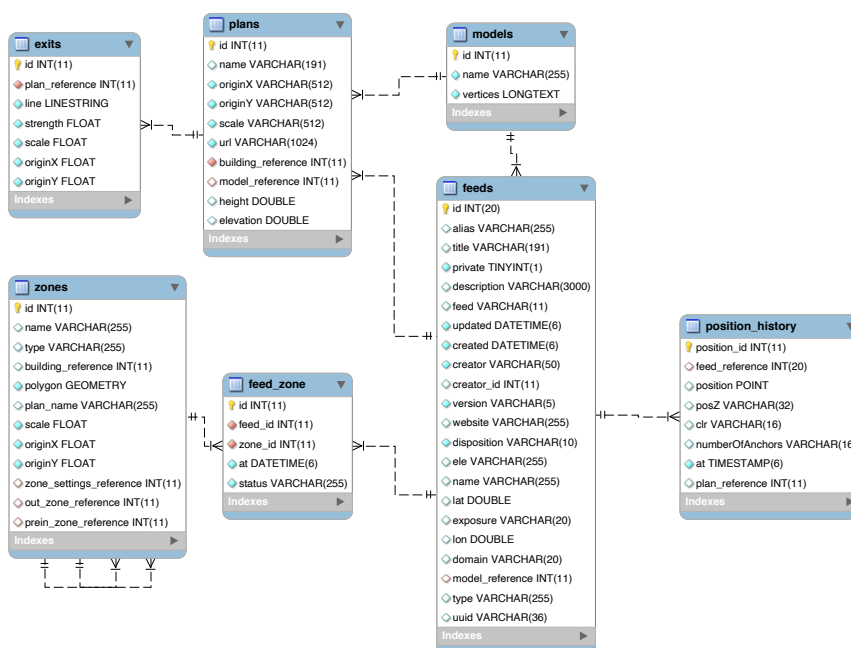 exits
id INT(11)
plan_reference INT(11)
line LINESTRING
strength FLOAT
scale FLOAT
originX FLOAT
originY FLOAT
Indexes
plans
id INT(11)
name VARCHAR(191)
originX VARCHAR(512)
originY VARCHAR(512)
scale VARCHAR(512)
url VARCHAR(1024)
building_reference INT(11)
model_reference INT(11)
height DOUBLE
elevation DOUBLE
Indexes
models
id INT(11)
name VARCHAR(255)
vertices LONGTEXT
Indexes
zones
id INT(11)
name VARCHAR(255)
type VARCHAR(255)
building_reference INT(11)
polygon GEOMETRY
plan_name VARCHAR(255)
scale FLOAT
originX FLOAT
originY FLOAT
zone_settings_reference INT(11)
out_zone_reference INT(11)
prein_zone_reference INT(11)
Indexes
feed_zone
id INT(11)
feed_id INT(11)
zone_id INT(11)
at DATETIME(6)
status VARCHAR(255)
Indexes
feeds
id INT(20)
alias VARCHAR(255)
title VARCHAR(191)
private TINYINT(1)
description VARCHAR(3000)
feed VARCHAR(11)
updated DATETIME(6)
created DATETIME(6)
creator VARCHAR(50)
creator_id INT(11)
version VARCHAR(5)
website VARCHAR(255)
disposition VARCHAR(10)
ele VARCHAR(255)
name VARCHAR(255)
lat DOUBLE
exposure VARCHAR(20)
lon DOUBLE
domain VARCHAR(20)
model_reference INT(11)
type VARCHAR(255)
uuid VARCHAR(36)
Indexes
position_history
position_id INT(11)
feed_reference INT(20)
position POINT
posZ VARCHAR(32)
clr VARCHAR(16)
numberOfAnchors VARCHAR(16
at TIMESTAMP(6)
plan_reference INT(11)
Indexes